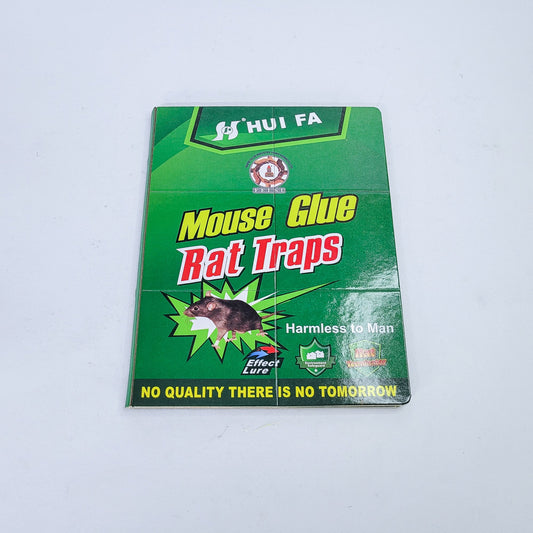 HUI FA
Mouse Glue
Rat Traps
Harmless to Man
Effect
Lure
NO QUALITY THERE IS NO TOMORROW